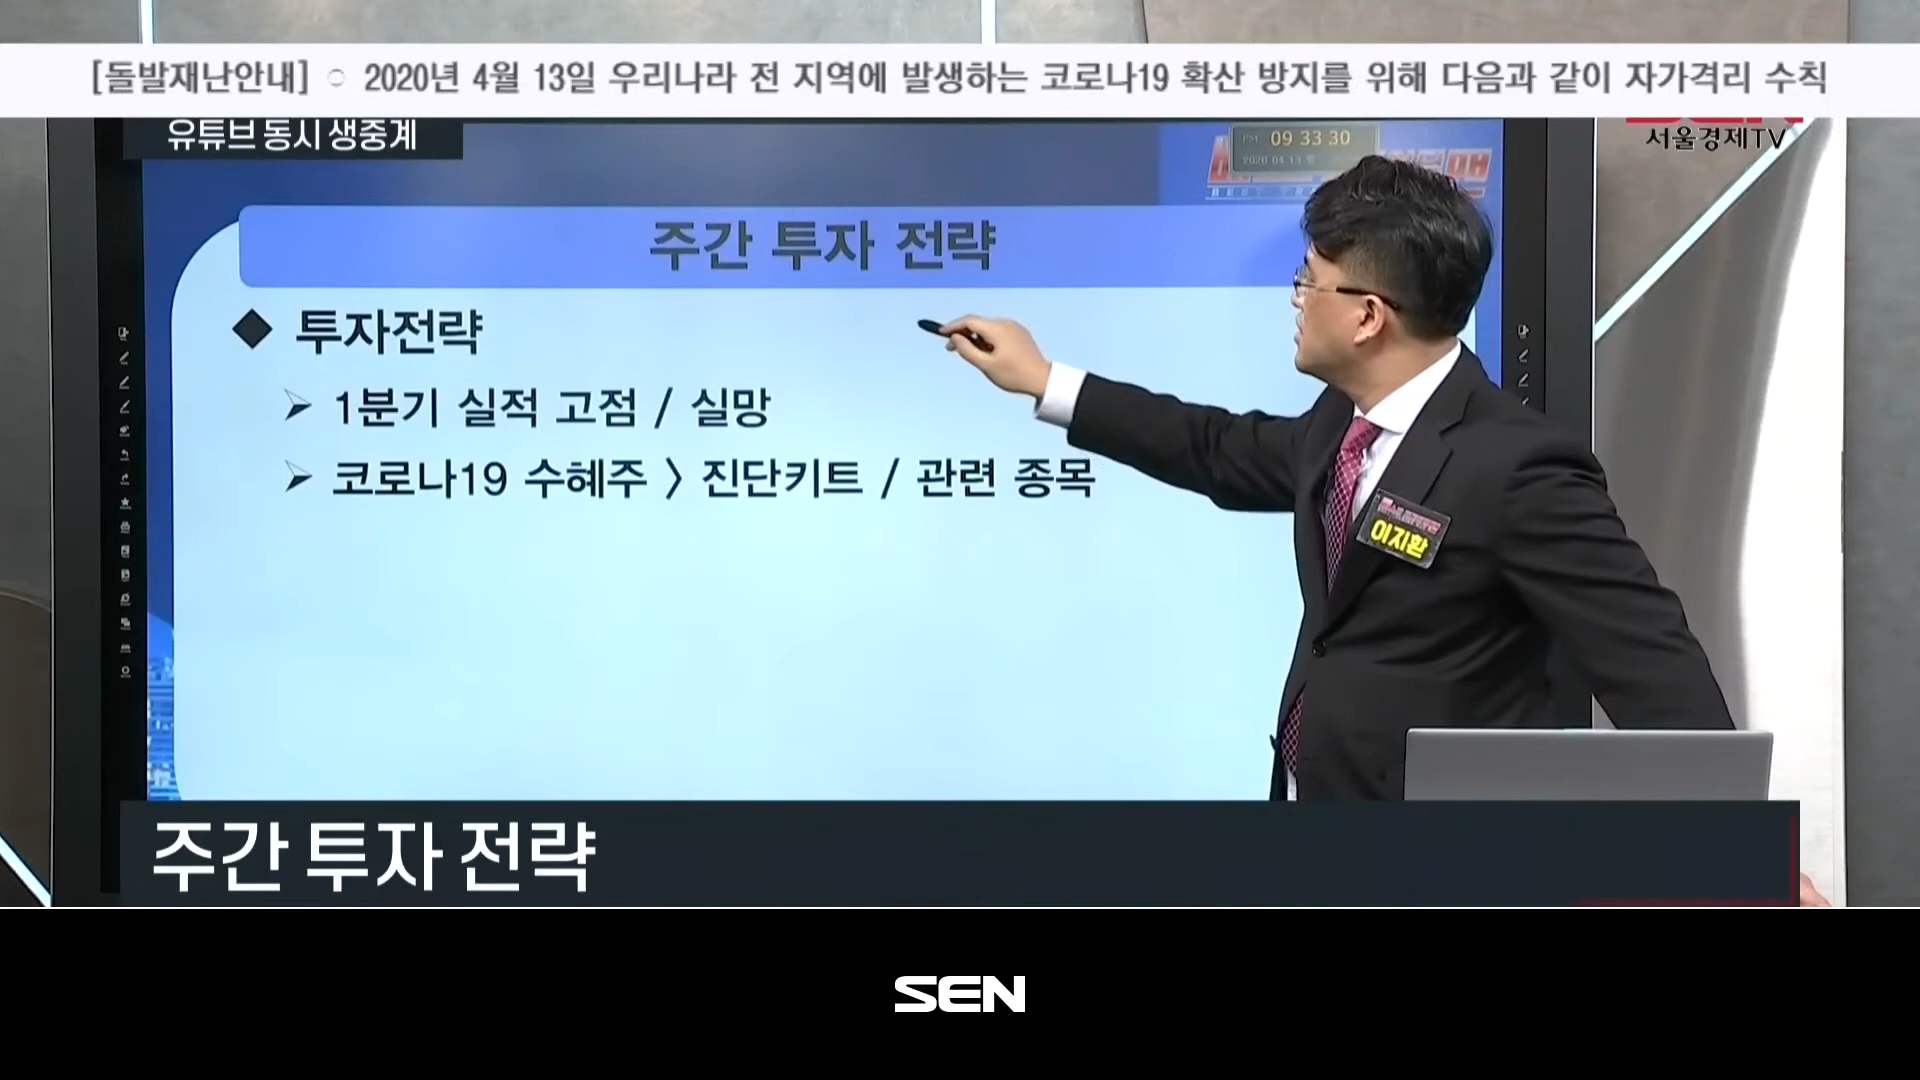 [돌발재난안내] ○ 2020년 4월 13일 우리나라 전 지역에 발생하는 코로나19 확산 방지를 위해 다음과 같이 자가격리 수칙
유튜브 동시 생중계
서울경제TV
PM 09 33 30
2020 04 13
주간 투자 전략
◆ 투자전략
➢ 1분기 실적 고점 / 실망
➢ 코로나19 수혜주 > 진단키트 / 관련 종목
이지환
주간 투자 전략
SEN